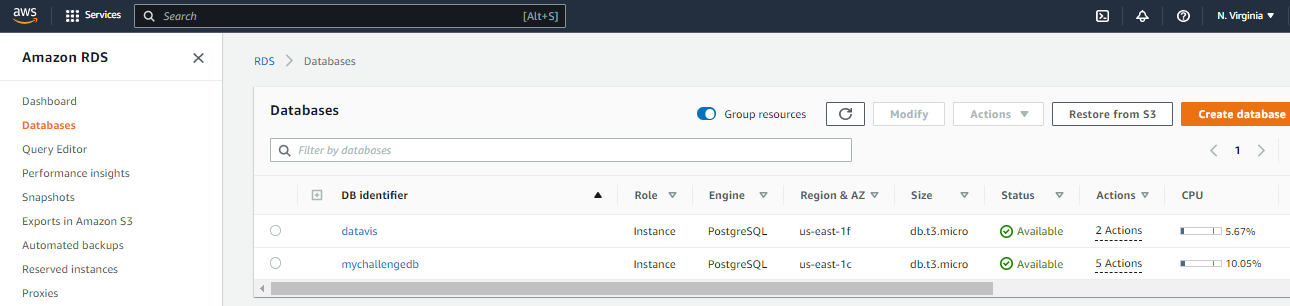 aws Services Search [Alt+S] N. Virginia
Amazon RDS
Dashboard
Databases
Query Editor
Performance insights
Snapshots
Exports in Amazon S3
Automated backups
Reserved instances
Proxies
RDS Databases
Databases Group resources Modify Actions Restore from S3 Create database
Filter by databases 1
DB identifier Role Engine Region & AZ Size Status Actions CPU
datavis Instance PostgreSQL us-east-1f db.t3.micro Available 2 Actions 5.67%
mychallengedb Instance PostgreSQL us-east-1c db.t3.micro Available 5 Actions 10.05%